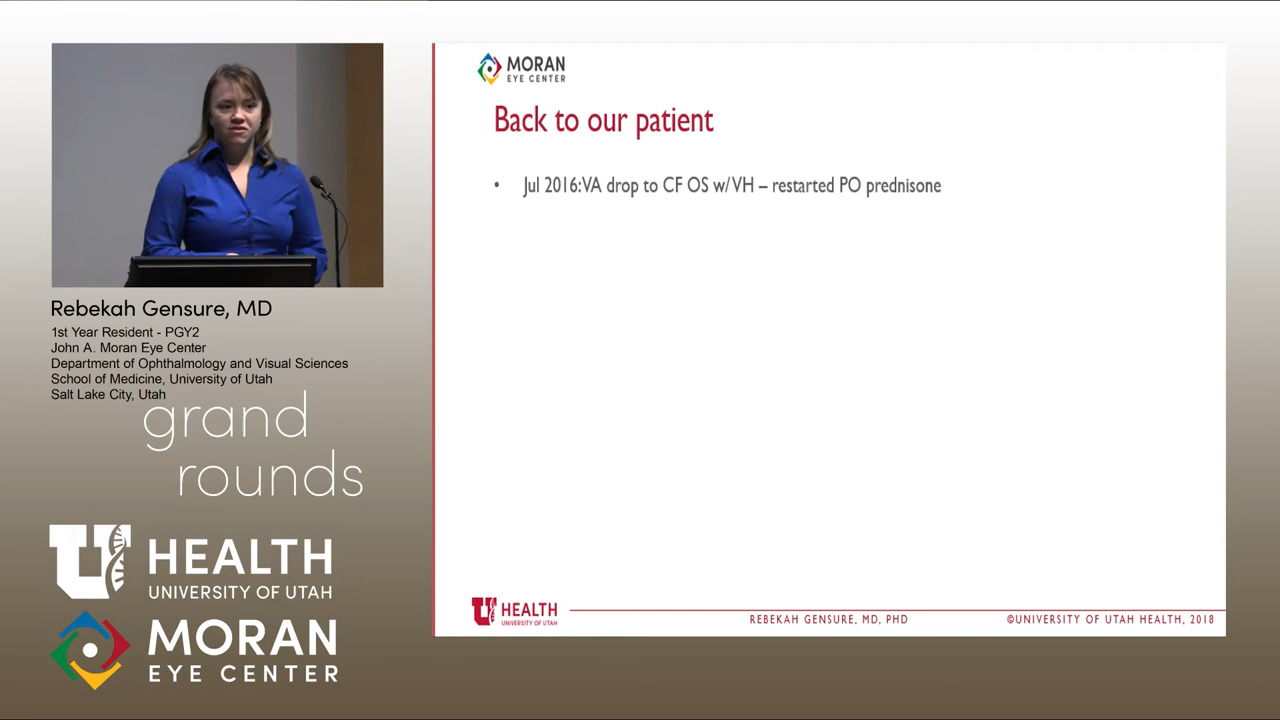 MORAN
EYE CENTER
Back to our patient
• Jul 2016: VA drop to CF OS w/ VH – restarted PO prednisone
Rebekah Gensure, MD
1st Year Resident - PGY2
John A. Moran Eye Center
Department of Ophthalmology and Visual Sciences
School of Medicine, University of Utah
Salt Lake City, Utah
grand
rounds
U HEALTH
UNIVERSITY OF UTAH
MORAN
EYE CENTER
U HEALTH
UNIVERSITY OF UTAH
REBEKAH GENSURE, MD, PHD
©UNIVERSITY OF UTAH HEALTH, 2018